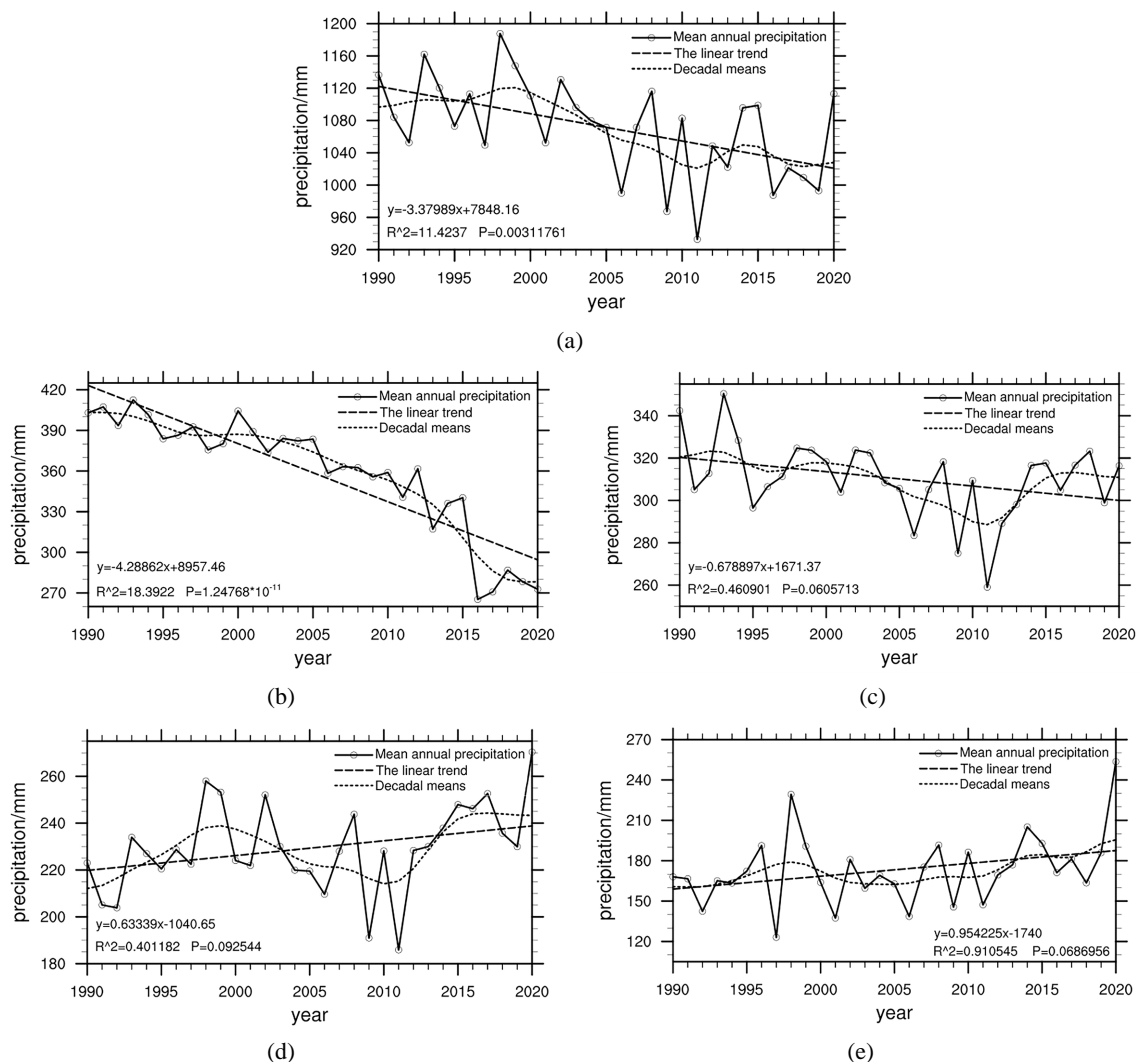 1200
1160
1120
1080
1040
1000
960
920
precipitation/mm
Mean annual precipitation
The linear trend
Decadal means
y=-3.37989x+7848.16
R^2=11.4237 P=0.00311761
1990 1995 2000 2005 2010 2015 2020
year
(a)
420
390
360
330
300
270
precipitation/mm
Mean annual precipitation
The linear trend
Decadal means
y=-4.28862x+8957.46
R^2=18.3922 P=1.24768*10^-11
1990 1995 2000 2005 2010 2015 2020
year
(b)
340
320
300
280
260
precipitation/mm
Mean annual precipitation
The linear trend
Decadal means
y=-0.678897x+1671.37
R^2=0.460901 P=0.0605713
1990 1995 2000 2005 2010 2015 2020
year
(c)
260
240
220
200
180
precipitation/mm
Mean annual precipitation
The linear trend
Decadal means
y=0.63339x-1040.65
R^2=0.401182 P=0.092544
1990 1995 2000 2005 2010 2015 2020
year
(d)
270
240
210
180
150
120
precipitation/mm
Mean annual precipitation
The linear trend
Decadal means
y=0.954225x-1740
R^2=0.910545 P=0.0686956
1990 1995 2000 2005 2010 2015 2020
year
(e)